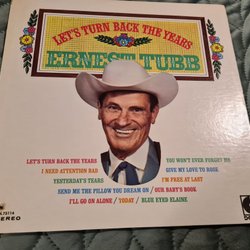 LET'S TURN BACK THE YEARS
ERNEST TUBB
LET'S TURN BACK THE YEARS
I NEED ATTENTION BAD
YESTERDAY'S TEARS
YOU WON'T EVER FORGET ME
GIVE MY LOVE TO ROSE
I'M FREE AT LAST
SEND ME THE PILLOW YOU DREAM ON / OUR BABY'S BOOK
I'LL GO ON ALONE / TODAY / BLUE EYED ELAINE
STEREO